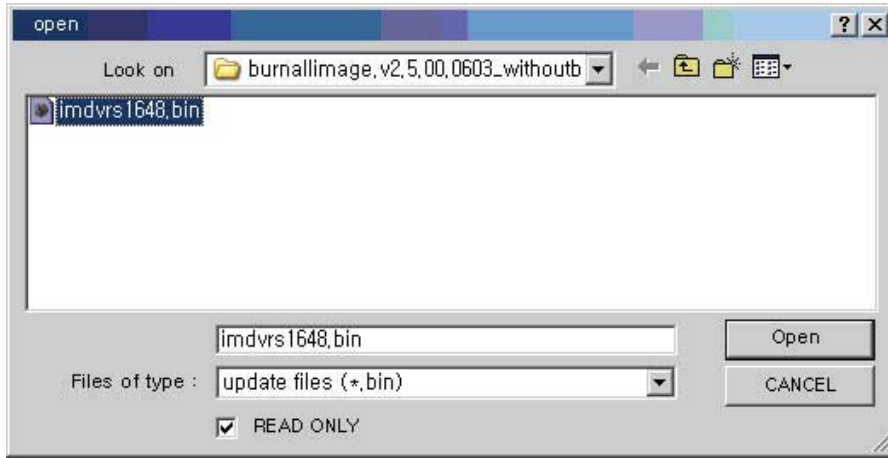 open
Look on burnallimage,v2,5,00,0603_withoutb
imdvrs1648,bin
imdvrs1648,bin
Open
Files of type : update files (*,bin)
CANCEL
READ ONLY